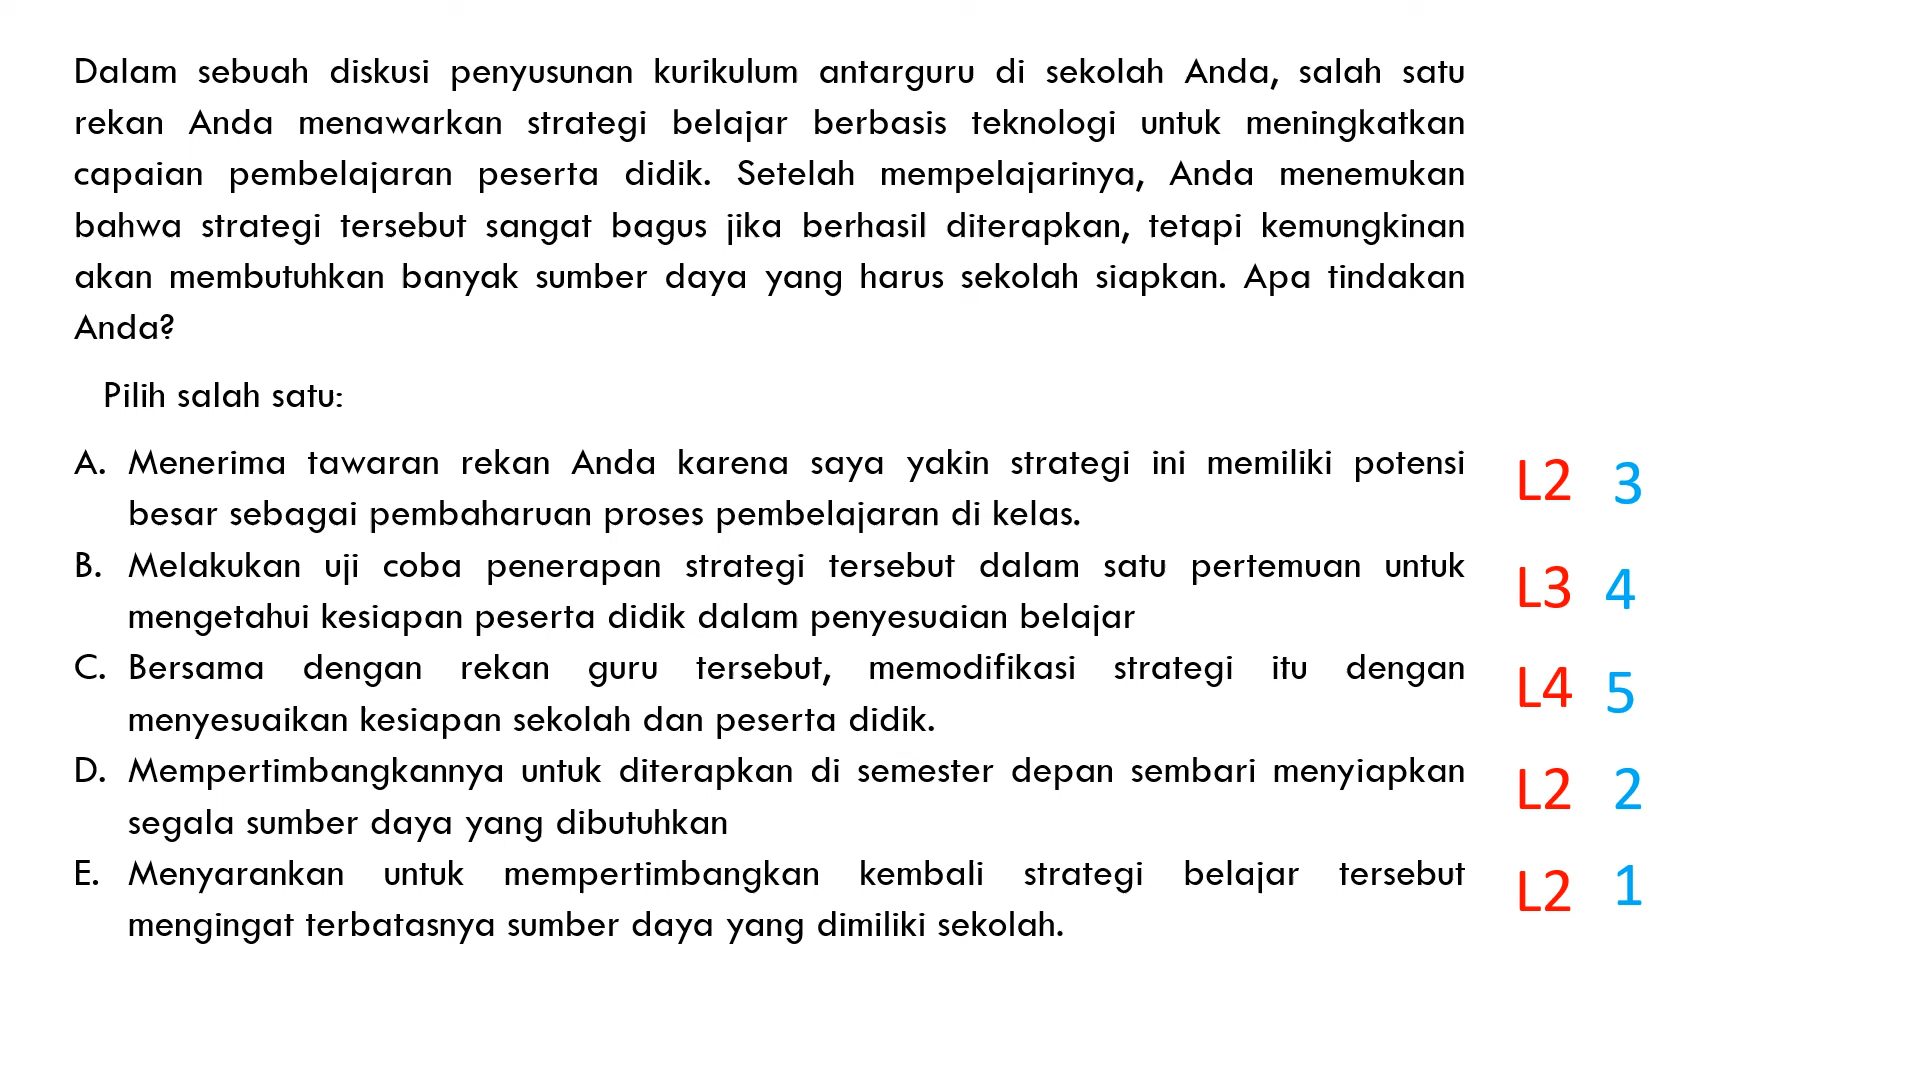 Dalam sebuah diskusi penyusunan kurikulum antarguru di sekolah Anda, salah satu
rekan Anda menawarkan strategi belajar berbasis teknologi untuk meningkatkan
capaian pembelajaran peserta didik. Setelah mempelajarinya, Anda menemukan
bahwa strategi tersebut sangat bagus jika berhasil diterapkan, tetapi kemungkinan
akan membutuhkan banyak sumber daya yang harus sekolah siapkan. Apa tindakan
Anda?
Pilih salah satu:
A. Menerima tawaran rekan Anda karena saya yakin strategi ini memiliki potensi L2 3
besar sebagai pembaharuan proses pembelajaran di kelas.
B. Melakukan uji coba penerapan strategi tersebut dalam satu pertemuan untuk L3 4
mengetahui kesiapan peserta didik dalam penyesuaian belajar
C. Bersama dengan rekan guru tersebut, memodifikasi strategi itu dengan L4 5
menyesuaikan kesiapan sekolah dan peserta didik.
D. Mempertimbangkannya untuk diterapkan di semester depan sembari menyiapkan L2 2
segala sumber daya yang dibutuhkan
E. Menyarankan untuk mempertimbangkan kembali strategi belajar tersebut L2 1
mengingat terbatasnya sumber daya yang dimiliki sekolah.